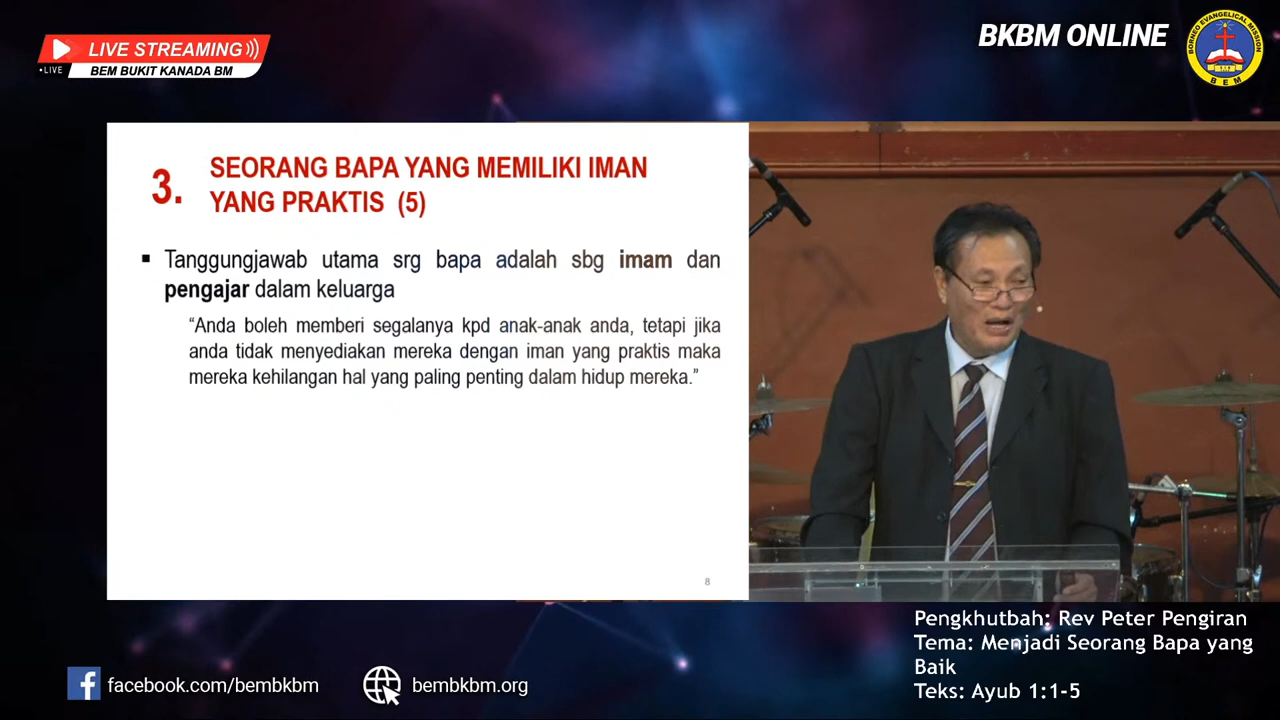 LIVE STREAMING
•LIVE
BEM BUKIT KANADA BM
BKBM ONLINE
BORNEO EVANGELICAL MISSION
B E M
3.
SEORANG BAPA YANG MEMILIKI IMAN
YANG PRAKTIS (5)
▪ Tanggungjawab utama srg bapa adalah sbg imam dan
pengajar dalam keluarga
“Anda boleh memberi segalanya kpd anak-anak anda, tetapi jika
anda tidak menyediakan mereka dengan iman yang praktis maka
mereka kehilangan hal yang paling penting dalam hidup mereka.”
8
Pengkhutbah: Rev Peter Pengiran
Tema: Menjadi Seorang Bapa yang
Baik
Teks: Ayub 1:1-5
facebook.com/bembkbm
bembkbm.org